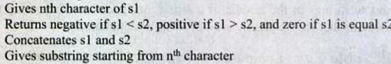 Gives nth character of s1
Returns negative if s1 < s2, positive if s1 > s2, and zero if s1 is equal s2
Concatenates s1 and s2
Gives substring starting from nth character